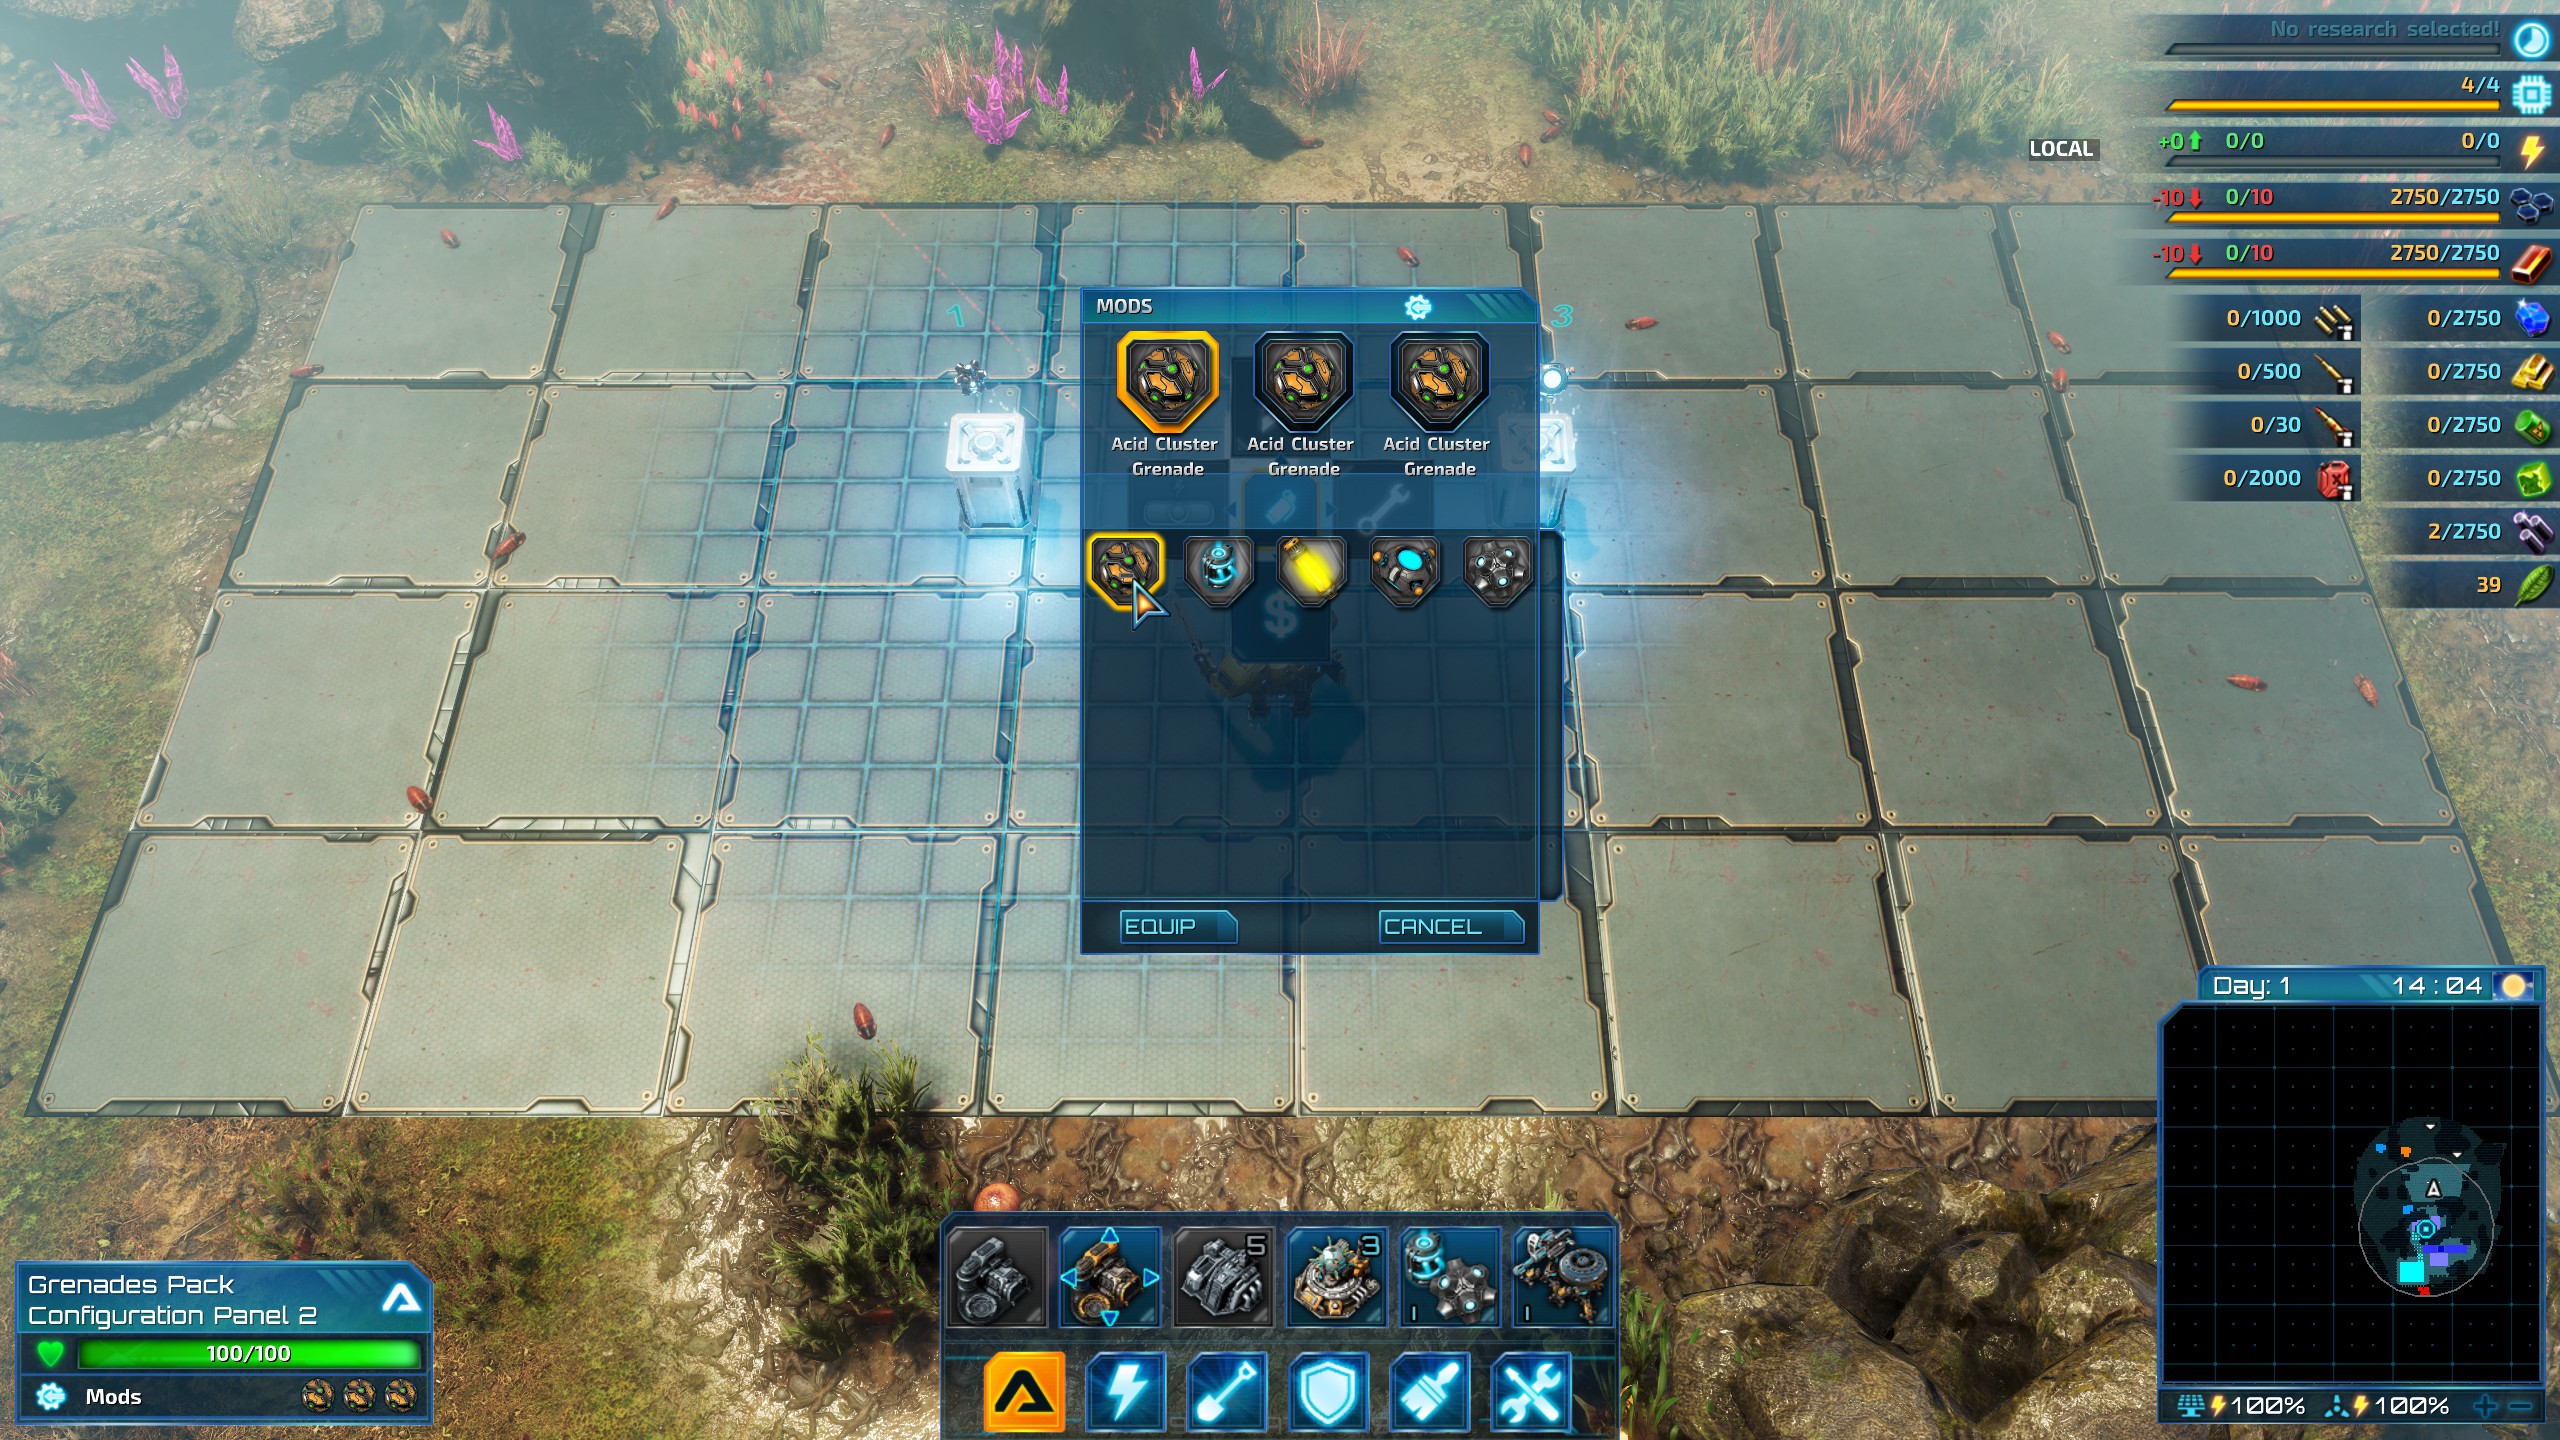 No research selected!
4/4
+0 0/0 0/0
LOCAL
-10 0/10 2750/2750
-10 0/10 2750/2750
0/1000 0/2750
0/500 0/2750
0/30 0/2750
0/2000 0/2750
2/2750
39
MODS
1
3
Acid Cluster
Grenade
Acid Cluster
Grenade
Acid Cluster
Grenade
$
EQUIP
CANCEL
Day: 1
14 : 04
Grenades Pack
Configuration Panel 2
100/100
Mods
5
3
I
I
100%
100%